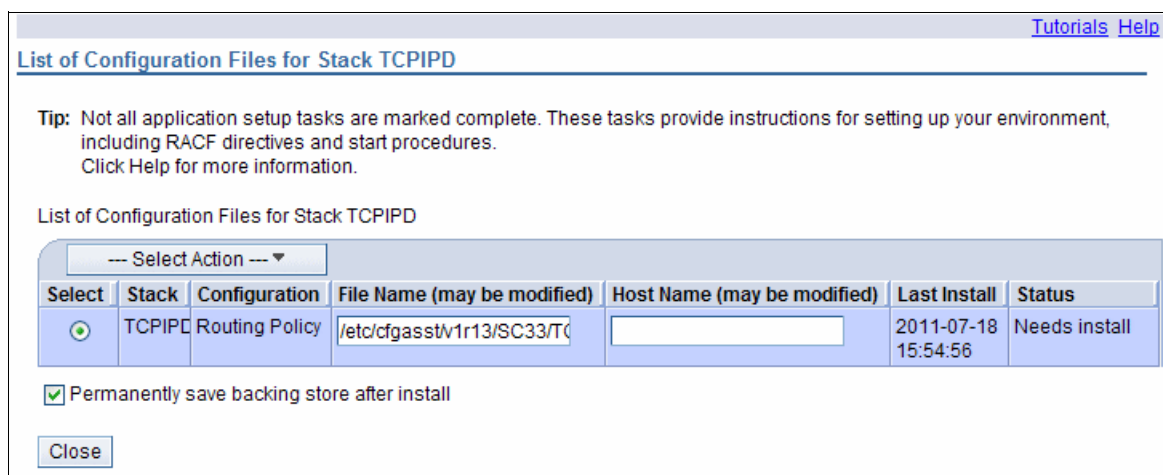 Tutorials Help
List of Configuration Files for Stack TCPIPD
Tip: Not all application setup tasks are marked complete. These tasks provide instructions for setting up your environment,
including RACF directives and start procedures.
Click Help for more information.
List of Configuration Files for Stack TCPIPD
--- Select Action ---
Select Stack Configuration File Name (may be modified) Host Name (may be modified) Last Install Status
TCPIPD Routing Policy /etc/cfgasst/v1r13/SC33/TC 2011-07-18 Needs install
15:54:56
Permanently save backing store after install
Close